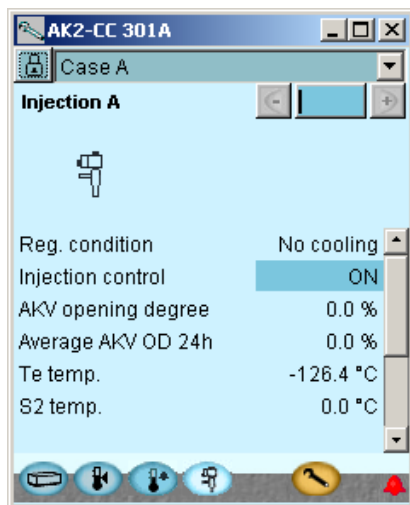 AK2-CC 301A
Case A
Injection A
Reg. condition No cooling
Injection control ON
AKV opening degree 0.0 %
Average AKV OD 24h 0.0 %
Te temp. -126.4 °C
S2 temp. 0.0 °C